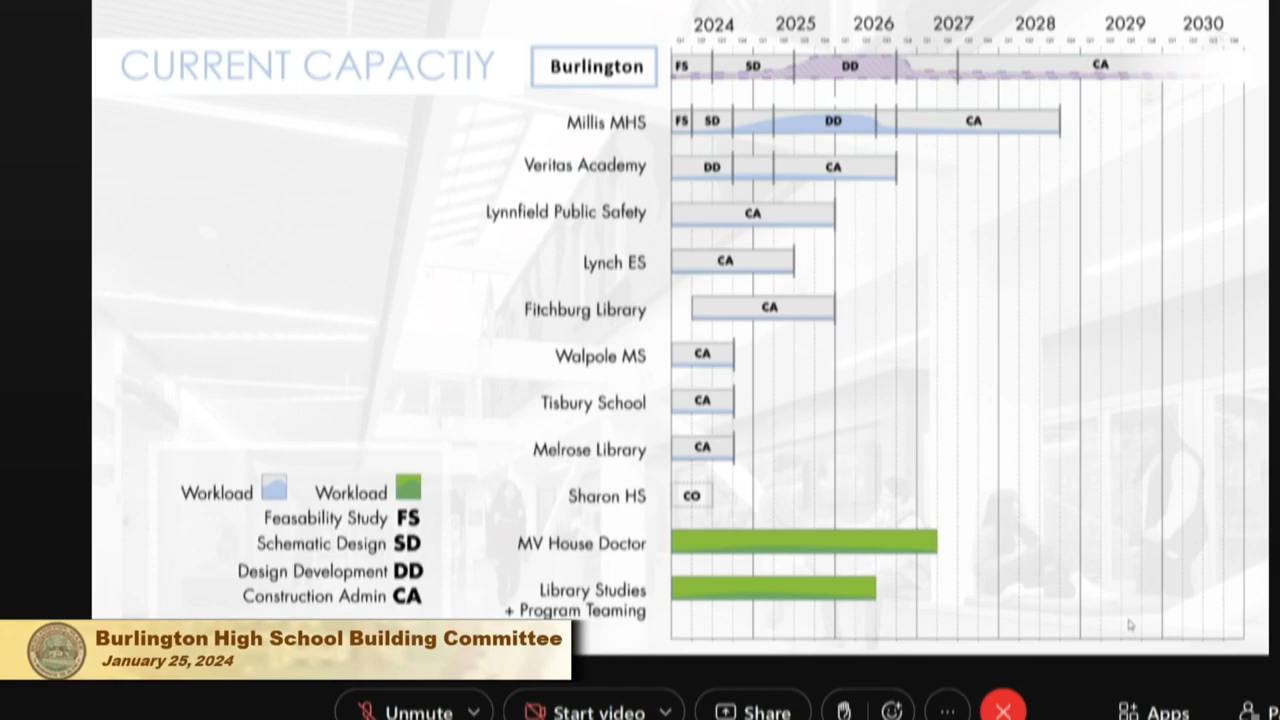 2024 2025 2026 2027 2028 2029 2030
CURRENT CAPACTIY
Burlington FS SD DD CA
Millis MHS FS SD DD CA
Veritas Academy DD CA
Lynnfield Public Safety CA
Lynch ES CA
Fitchburg Library CA
Walpole MS CA
Tisbury School CA
Melrose Library CA
Sharon HS CO
MV House Doctor
Library Studies
+ Program Teaming
Workload Workload
Feasability Study FS
Schematic Design SD
Design Development DD
Construction Admin CA
Burlington High School Building Committee
January 25, 2024
Unmute Start video Share ... Apps P